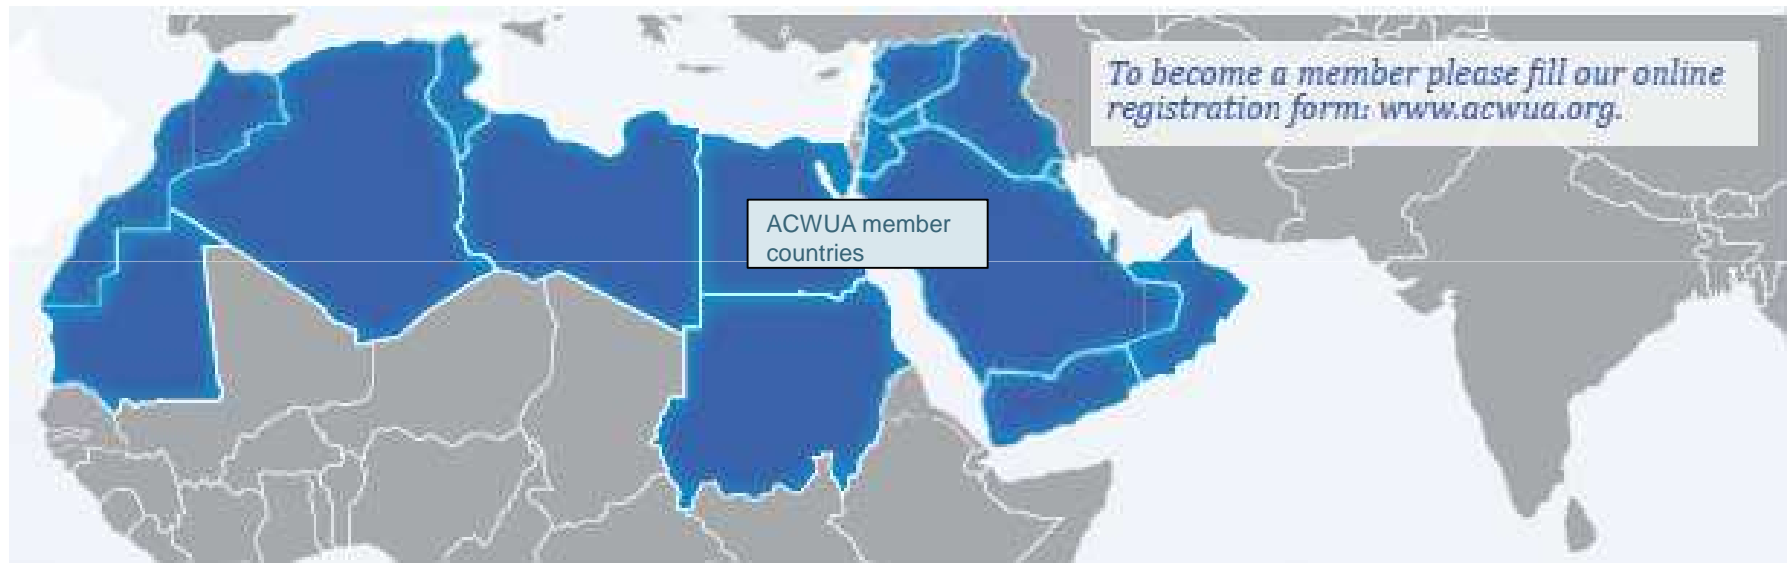 To become a member please fill our online
registration form: www.acwua.org.
ACWUA member
countries